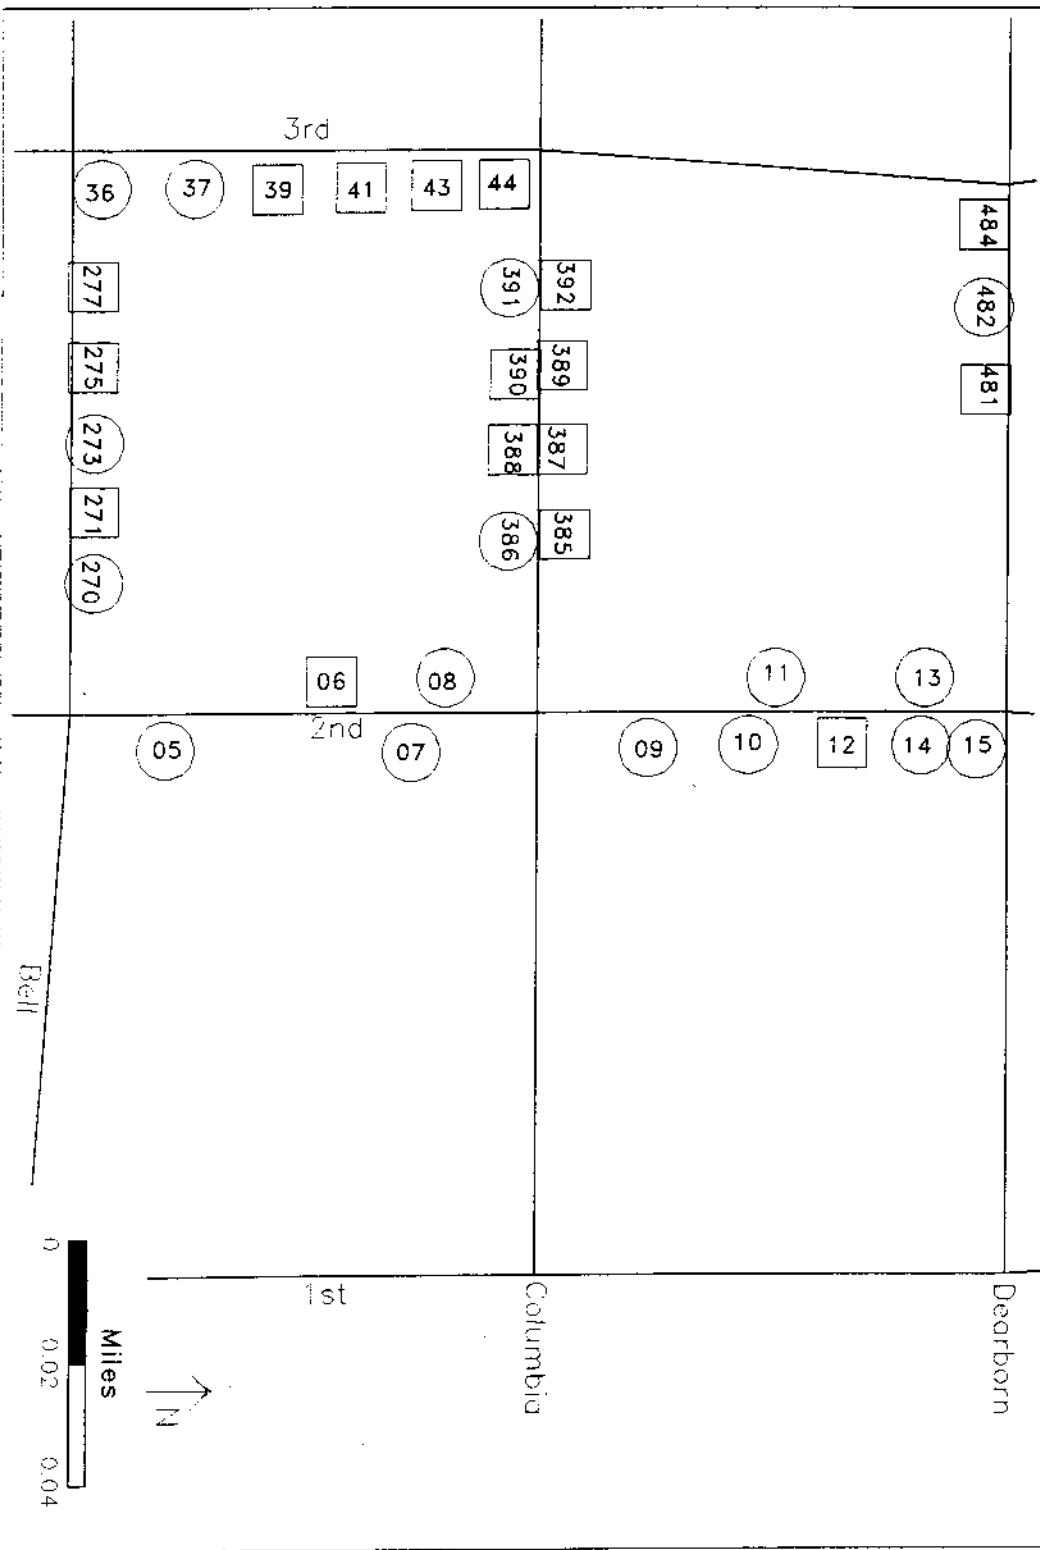 3rd
36 37 39 41 43 44
484
277 391 392 482
275 390 389 481
273 388 387
271 386 385
270
06 08 11 13
2nd
05 07 09 10 12 14 15
Bell
1st
Columbia
Dearborn
0 0.02 0.04
Miles
N